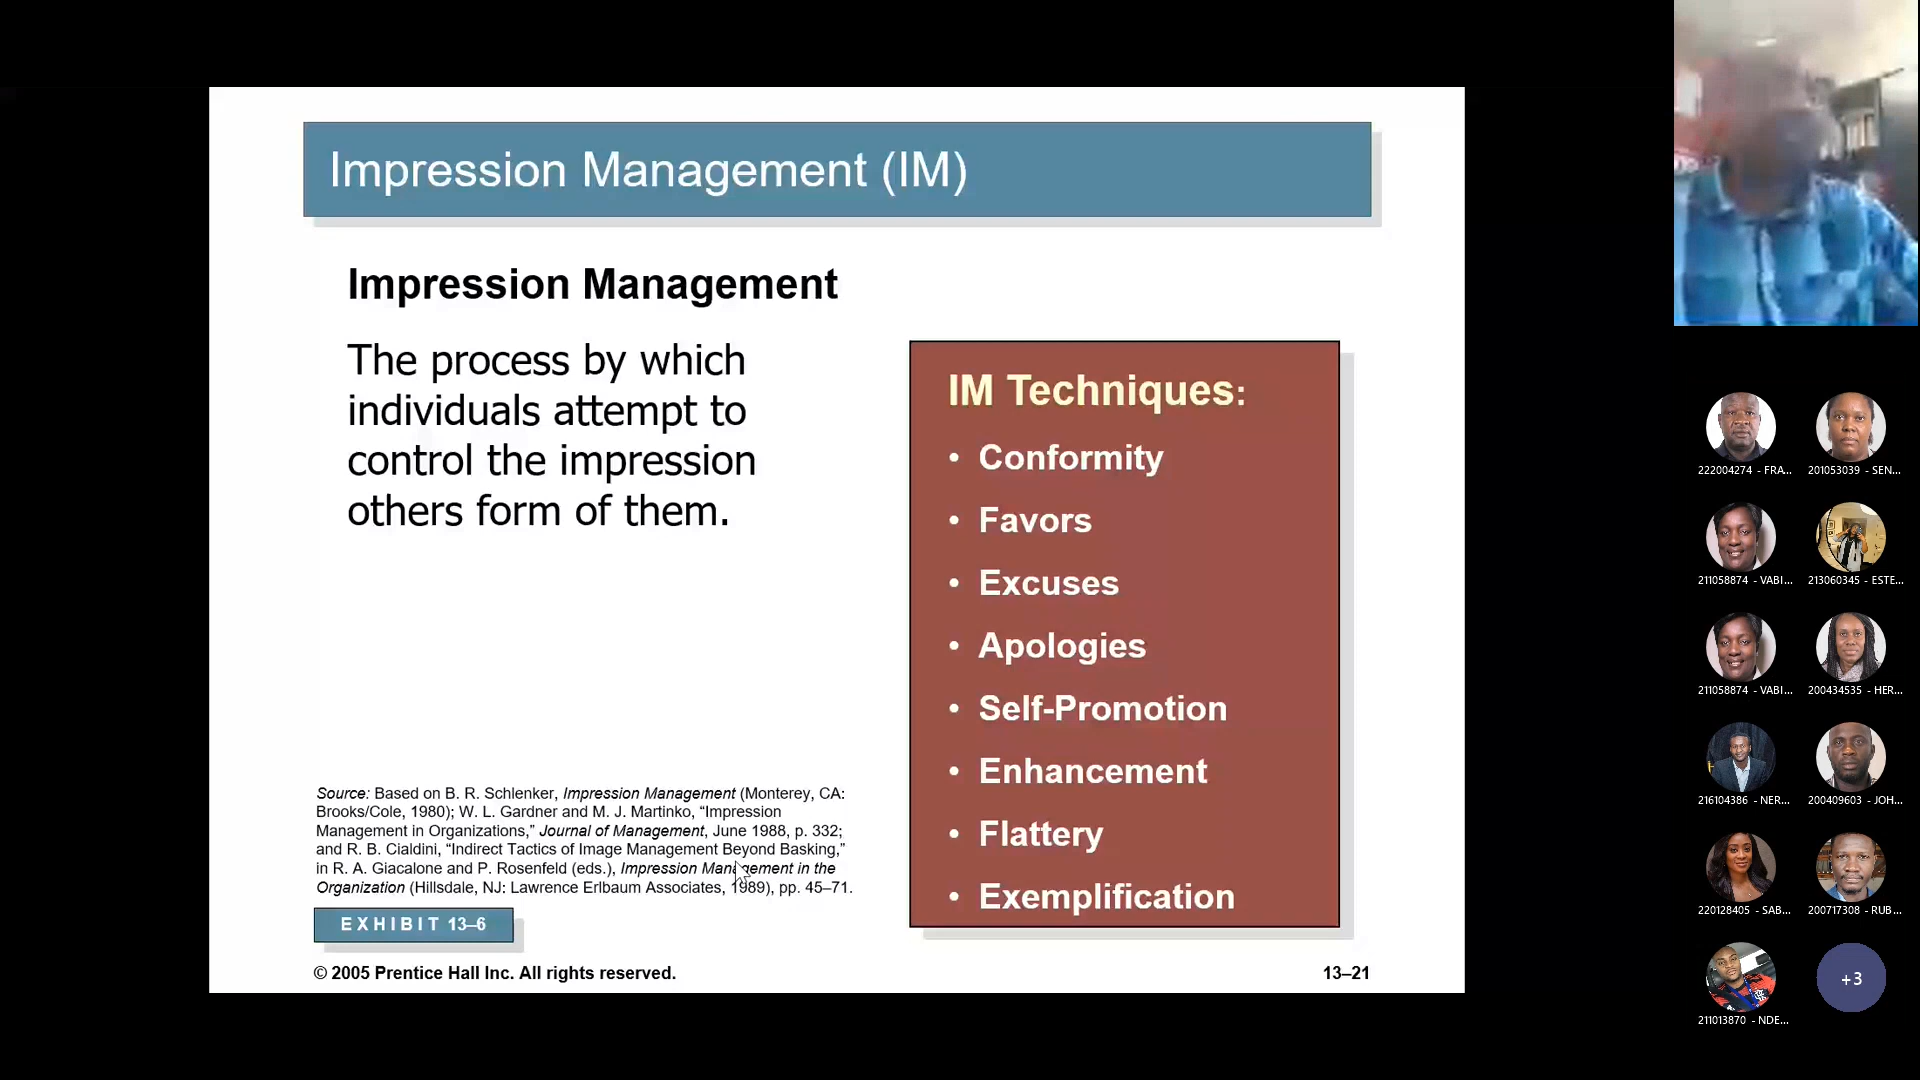 Impression Management (IM)
Impression Management
The process by which
individuals attempt to
control the impression
others form of them.
IM Techniques:
• Conformity
• Favors
• Excuses
• Apologies
• Self-Promotion
• Enhancement
• Flattery
• Exemplification
Source: Based on B. R. Schlenker, Impression Management (Monterey, CA:
Brooks/Cole, 1980); W. L. Gardner and M. J. Martinko, “Impression
Management in Organizations,” Journal of Management, June 1988, p. 332;
and R. B. Cialdini, “Indirect Tactics of Image Management Beyond Basking,”
in R. A. Giacalone and P. Rosenfeld (eds.), Impression Management in the
Organization (Hillsdale, NJ: Lawrence Erlbaum Associates, 1989), pp. 45–71.
EXHIBIT 13–6
© 2005 Prentice Hall Inc. All rights reserved.
13–21
222004274 - FRA...
201053039 - SEN...
211058874 - VABI...
213060345 - ESTE...
211058874 - VABI...
200434535 - HER...
216104386 - NER...
200409603 - JOH...
220128405 - SAB...
200717308 - RUB...
211013870 - NDE...
+3